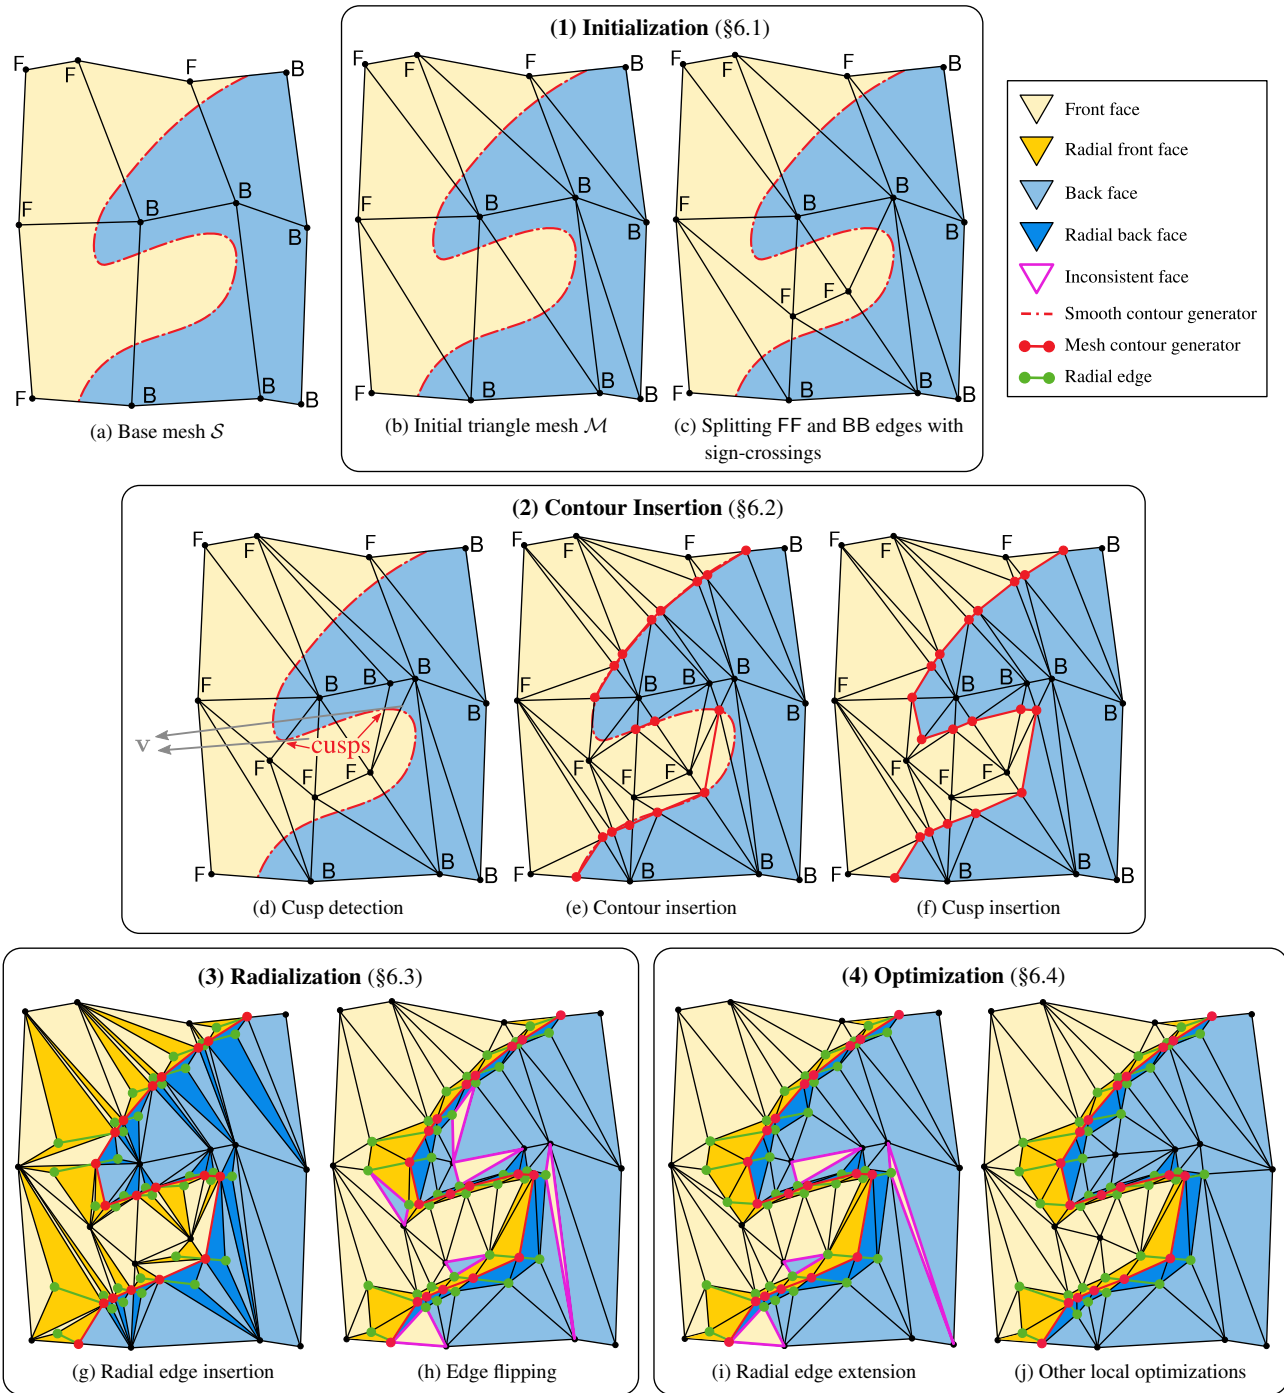 (1) Initialization (§6.1)
F
F
F
B
F
B
B
B
F
B
B
B
(a) Base mesh S
F
F
F
B
F
B
B
B
F
B
B
B
(b) Initial triangle mesh M
F
F
F
B
F
B
B
B
F
F
F
B
B
B
(c) Splitting FF and BB edges with
sign-crossings
Front face
Radial front face
Back face
Radial back face
Inconsistent face
Smooth contour generator
Mesh contour generator
Radial edge
(2) Contour Insertion (§6.2)
F
F
F
B
F
B
B
B
B
v
cusps
F
F
F
F
B
B
B
(d) Cusp detection
F
F
F
B
F
B
B
B
B
F
F
F
F
B
B
B
(e) Contour insertion
F
F
F
B
F
B
B
B
B
F
F
F
F
B
B
B
(f) Cusp insertion
(3) Radialization (§6.3)
(g) Radial edge insertion
(h) Edge flipping
(4) Optimization (§6.4)
(i) Radial edge extension
(j) Other local optimizations